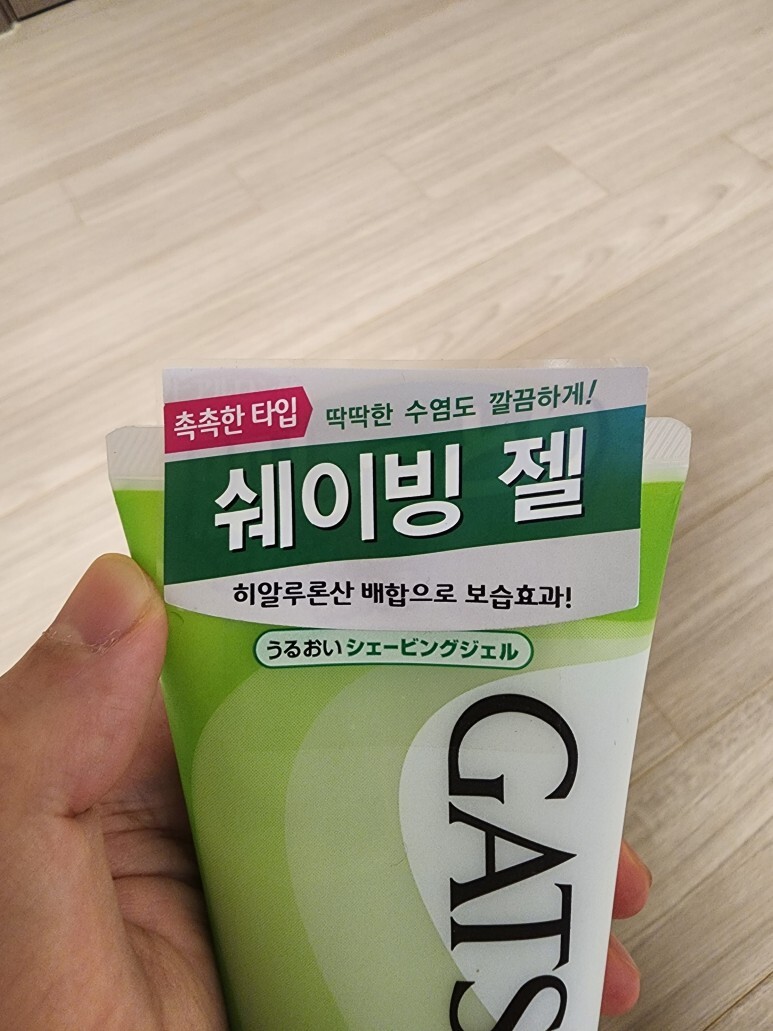 촉촉한 타입
딱딱한 수염도 깔끔하게!
쉐이빙 젤
히알루론산 배합으로 보습효과!
うるおいシェービングジェル
GATS